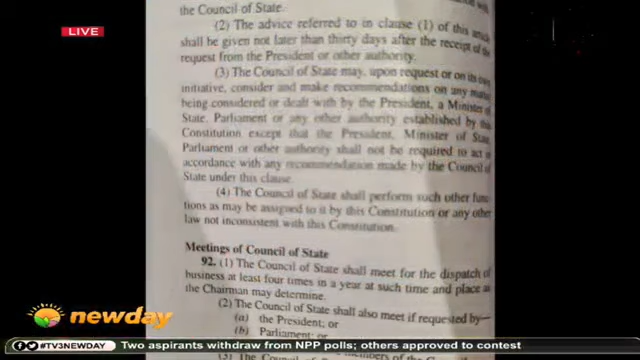 LIVE
the Council of State.
(2) The advice referred to in clause (1) of this article
shall be given not later than thirty days after the receipt of the
request from the President or other authority.
(3) The Council of State may, upon request or on its own
initiative, consider and make recommendations on any matter
being considered or dealt with by the President, a Minister of
State, Parliament or any other authority established by this
Constitution except that the President, Minister of State,
Parliament or other authority shall not be required to act in
accordance with any recommendation made by the Council of
State under this clause.
(4) The Council of State shall perform such other func-
tions as may be assigned to it by this Constitution or any other
law not inconsistent with this Constitution.
Meetings of Council of State
92. (1) The Council of State shall meet for the dispatch of
business at least four times in a year at such time and place as
the Chairman may determine.
(2) The Council of State shall also meet if requested by—
(a) the President; or
(b) Parliament; or
(3) The Council of members of the
newday
#TV3NEWDAY Two aspirants withdraw from NPP polls; others approved to contest